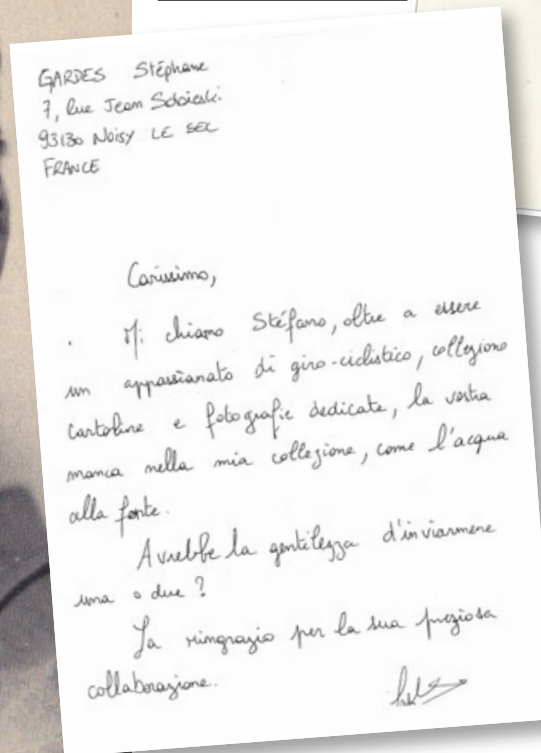 GARDES Stéphane
7, Rue Jean Sobieski.
93130 NOISY LE SEC
FRANCE
Carissimo,
. Mi chiamo Stéfano, oltre a essere
un appassianato di giro-ciclistico, collezione
cartoline e fotografie dedicate, la vostra
manca nella mia collezione, come l'acqua
alla fonte.
Avrebbe la gentilezza d'inviarmene
una o due ?
La ringrazio per la sua preziosa
collaborazione.